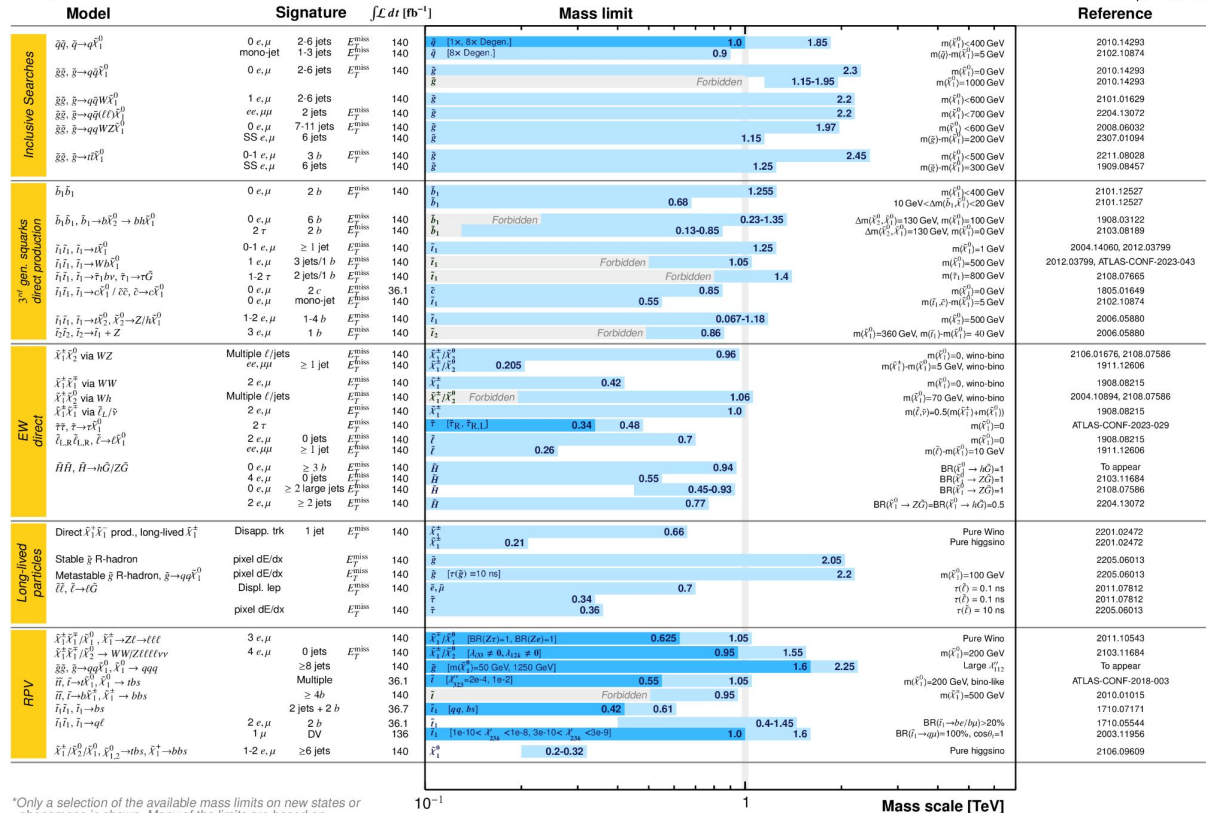 Model Signature ∫ℒ dt [fb⁻¹] Mass limit Reference
Inclusive Searches
q̃q̃, q̃→qχ̃⁰₁ 0 e,μ 2-6 jets E_T^miss 140 q̃ [1×, 8× Degen.] 1.0 1.85 m(χ̃⁰₁)<400 GeV 2010.14293
mono-jet 1-3 jets E_T^miss 140 q̃ [8× Degen.] 0.9 m(q̃)-m(χ̃⁰₁)=5 GeV 2102.10874
g̃g̃, g̃→qq̄χ̃⁰₁ 0 e,μ 2-6 jets E_T^miss 140 g̃ 2.3 m(χ̃⁰₁)=0 GeV 2010.14293
g̃ Forbidden 1.15-1.95 m(χ̃⁰₁)=1000 GeV 2010.14293
g̃g̃, g̃→qq̄Wχ̃⁰₁ 1 e,μ 2-6 jets 140 g̃ 2.2 m(χ̃⁰₁)<600 GeV 2101.01629
g̃g̃, g̃→qq̄(ℓℓ)χ̃⁰₁ ee,μμ 2 jets E_T^miss 140 g̃ 2.2 m(χ̃⁰₁)<700 GeV 2204.13072
g̃g̃, g̃→qqWZχ̃⁰₁ 0 e,μ 7-11 jets E_T^miss 140 g̃ 1.97 m(χ̃⁰₁)<600 GeV 2008.06032
SS e,μ 6 jets 140 g̃ 1.15 m(g̃)-m(χ̃⁰₁)=200 GeV 2307.01094
g̃g̃, g̃→tt̄χ̃⁰₁ 0-1 e,μ 3 b E_T^miss 140 g̃ 2.45 m(χ̃⁰₁)<500 GeV 2211.08028
SS e,μ 6 jets 140 g̃ 1.25 m(g̃)-m(χ̃⁰₁)=300 GeV 1909.08457
3ʳᵈ gen. squarks direct production
b̃₁b̃₁ 0 e,μ 2 b E_T^miss 140 b̃₁ 1.255 m(χ̃⁰₁)<400 GeV 2101.12527
b̃₁ 0.68 10 GeV<Δm(b̃₁,χ̃⁰₁)<20 GeV 2101.12527
b̃₁b̃₁, b̃₁→bχ̃⁰₂→bhχ̃⁰₁ 0 e,μ 6 b E_T^miss 140 b̃₁ Forbidden 0.23-1.35 Δm(χ̃⁰₂,χ̃⁰₁)=130 GeV, m(χ̃⁰₁)=100 GeV 1908.03122
2 τ 2 b E_T^miss 140 b̃₁ 0.13-0.85 Δm(χ̃⁰₂,χ̃⁰₁)=130 GeV, m(χ̃⁰₁)=0 GeV 2103.08189
t̃₁t̃₁, t̃₁→tχ̃⁰₁ 0-1 e,μ ≥ 1 jet E_T^miss 140 t̃₁ 1.25 m(χ̃⁰₁)=1 GeV 2004.14060, 2012.03799
t̃₁t̃₁, t̃₁→Wbχ̃⁰₁ 1 e,μ 3 jets/1 b E_T^miss 140 t̃₁ Forbidden 1.05 m(χ̃⁰₁)=500 GeV 2012.03799, ATLAS-CONF-2023-043
t̃₁t̃₁, t̃₁→τ̃₁bν, τ̃₁→τG̃ 1-2 τ 2 jets/1 b E_T^miss 140 t̃₁ Forbidden 1.4 m(τ̃₁)=800 GeV 2108.07665
t̃₁t̃₁, t̃₁→cχ̃⁰₁ / c̃c̃, c̃→cχ̃⁰₁ 0 e,μ 2 c E_T^miss 36.1 c̃ 0.85 m(χ̃⁰₁)=0 GeV 1805.01649
0 e,μ mono-jet E_T^miss 140 t̃₁ 0.55 m(t̃₁,c̃)-m(χ̃⁰₁)=5 GeV 2102.10874
t̃₁t̃₁, t̃₁→tχ̃⁰₂, χ̃⁰₂→Z/hχ̃⁰₁ 1-2 e,μ 1-4 b E_T^miss 140 t̃₁ 0.067-1.18 m(χ̃⁰₂)=500 GeV 2006.05880
t̃₂t̃₂, t̃₂→t̃₁ + Z 3 e,μ 1 b E_T^miss 140 t̃₂ Forbidden 0.86 m(χ̃⁰₁)=360 GeV, m(t̃₁)-m(χ̃⁰₁)= 40 GeV 2006.05880
EW direct
χ̃±₁χ̃⁰₂ via WZ Multiple ℓ/jets E_T^miss 140 χ̃±₁/χ̃⁰₂ 0.96 m(χ̃⁰₁)=0, wino-bino 2106.01676, 2108.07586
ee,μμ ≥ 1 jet E_T^miss 140 χ̃±₁/χ̃⁰₂ 0.205 m(χ̃±₁)-m(χ̃⁰₁)=5 GeV, wino-bino 1911.12606
χ̃±₁χ̃∓₁ via WW 2 e,μ E_T^miss 140 χ̃±₁ 0.42 m(χ̃⁰₁)=0, wino-bino 1908.08215
χ̃±₁χ̃⁰₂ via Wh Multiple ℓ/jets E_T^miss 140 χ̃±₁/χ̃⁰₂ Forbidden 1.06 m(χ̃⁰₁)=70 GeV, wino-bino 2004.10894, 2108.07586
χ̃±₁χ̃∓₁ via ℓ̃_L/ν̃ 2 e,μ E_T^miss 140 χ̃±₁ 1.0 m(ℓ̃,ν̃)=0.5(m(χ̃±₁)+m(χ̃⁰₁)) 1908.08215
τ̃τ̃, τ̃→τχ̃⁰₁ 2 τ E_T^miss 140 τ̃ [τ̃_R, τ̃_R,L] 0.34 0.48 m(χ̃⁰₁)=0 ATLAS-CONF-2023-029
ℓ̃_L,Rℓ̃_L,R, ℓ̃→ℓχ̃⁰₁ 2 e,μ 0 jets E_T^miss 140 ℓ̃ 0.7 m(χ̃⁰₁)=0 1908.08215
ee,μμ ≥ 1 jet E_T^miss 140 ℓ̃ 0.26 m(ℓ̃)-m(χ̃⁰₁)=10 GeV 1911.12606
H̃H̃, H̃→hG̃/ZG̃ 0 e,μ ≥ 3 b E_T^miss 140 H̃ 0.94 BR(χ̃⁰₁ → hG̃)=1 To appear
4 e,μ 0 jets E_T^miss 140 H̃ 0.55 BR(χ̃⁰₁ → ZG̃)=1 2103.11684
0 e,μ ≥ 2 large jets E_T^miss 140 H̃ 0.45-0.93 BR(χ̃⁰₁ → ZG̃)=1 2108.07586
2 e,μ ≥ 2 jets E_T^miss 140 H̃ 0.77 BR(χ̃⁰₁ → ZG̃)=BR(χ̃⁰₁ → hG̃)=0.5 2204.13072
Long-lived particles
Direct χ̃⁺₁χ̃⁻₁ prod., long-lived χ̃±₁ Disapp. trk 1 jet E_T^miss 140 χ̃±₁ 0.66 Pure Wino 2201.02472
χ̃±₁ 0.21 Pure higgsino 2201.02472
Stable g̃ R-hadron pixel dE/dx E_T^miss 140 g̃ 2.05 2205.06013
Metastable g̃ R-hadron, g̃→qqχ̃⁰₁ pixel dE/dx E_T^miss 140 g̃ [τ(g̃) =10 ns] 2.2 m(χ̃⁰₁)=100 GeV 2205.06013
ℓ̃ℓ̃, ℓ̃→ℓG̃ Displ. lep E_T^miss 140 ẽ, μ̃ 0.7 τ(ℓ̃) = 0.1 ns 2011.07812
τ̃ 0.34 τ(ℓ̃) = 0.1 ns 2011.07812
pixel dE/dx E_T^miss 140 τ̃ 0.36 τ(ℓ̃) = 10 ns 2205.06013
RPV
χ̃±₁χ̃∓₁/χ̃⁰₁, χ̃±₁→Zℓ→ℓℓℓ 3 e,μ 140 χ̃∓₁/χ̃⁰₁ [BR(Zτ)=1, BR(Ze)=1] 0.625 1.05 Pure Wino 2011.10543
χ̃±₁χ̃∓₁/χ̃⁰₂ → WW/Zℓℓℓℓνν 4 e,μ 0 jets E_T^miss 140 χ̃±₁/χ̃⁰₂ [λ_i33 ≠ 0, λ_12k ≠ 0] 0.95 1.55 m(χ̃⁰₁)=200 GeV 2103.11684
g̃g̃, g̃→qqχ̃⁰₁, χ̃⁰₁ → qqq ≥8 jets 140 g̃ [m(χ̃⁰₁)=50 GeV, 1250 GeV] 1.6 2.25 Large λ''₁₁₂ To appear
t̃t̃, t̃→tχ̃⁰₁, χ̃⁰₁ → tbs Multiple 36.1 t̃ [λ''₃₂₃=2e-4, 1e-2] 0.55 1.05 m(χ̃⁰₁)=200 GeV, bino-like ATLAS-CONF-2018-003
t̃t̃, t̃→bχ̃±₁, χ̃±₁ → bbs ≥ 4b 140 t̃ Forbidden 0.95 m(χ̃±₁)=500 GeV 2010.01015
t̃₁t̃₁, t̃₁→bs 2 jets + 2 b 36.7 t̃₁ [qq, bs] 0.42 0.61 1710.07171
t̃₁t̃₁, t̃₁→qℓ 2 e,μ 2 b 36.1 t̃₁ 0.4-1.45 BR(t̃₁→be/bμ)>20% 1710.05544
1 μ DV 136 t̃₁ [1e-10< λ'₂₃ₖ <1e-8, 3e-10< λ'₂₃ₖ <3e-9] 1.0 1.6 BR(t̃₁→qμ)=100%, cosθₜ=1 2003.11956
χ̃±₁/χ̃⁰₂/χ̃⁰₁, χ̃⁰₁,₂→tbs, χ̃⁺₁→bbs 1-2 e,μ ≥6 jets 140 χ̃⁰₁ 0.2-0.32 Pure higgsino 2106.09609
10⁻¹ 1 Mass scale [TeV]
*Only a selection of the available mass limits on new states or